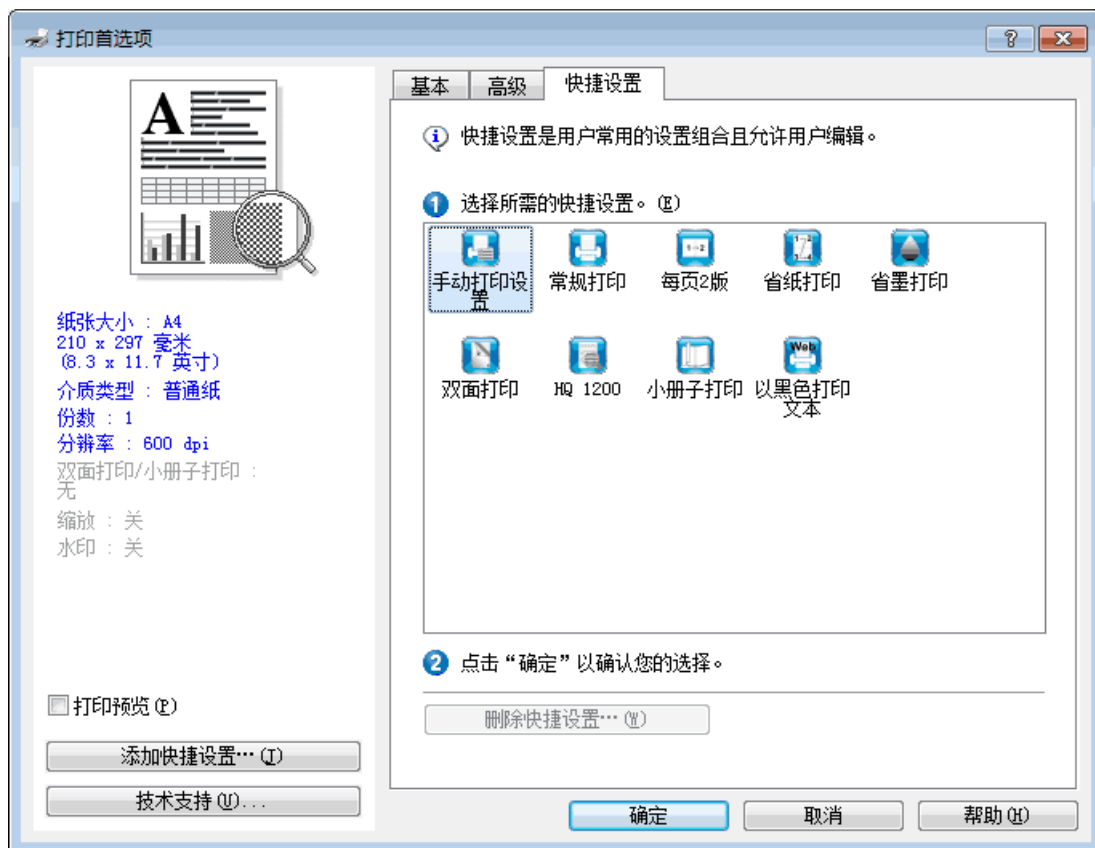 打印首选项
纸张大小 : A4
210 x 297 毫米
(8.3 x 11.7 英寸)
介质类型 : 普通纸
份数 : 1
分辨率 : 600 dpi
双面打印/小册子打印 :
无
缩放 : 关
水印 : 关
打印预览(P)
添加快捷设置…(T)
技术支持(U)...
基本
高级
快捷设置
快捷设置是用户常用的设置组合且允许用户编辑。
1 选择所需的快捷设置。(E)
手动打印设
置
常规打印
每页2版
省纸打印
省墨打印
双面打印
HQ 1200
小册子打印
Web
以黑色打印
文本
2 点击“确定”以确认您的选择。
删除快捷设置…(W)
确定
取消
帮助(H)